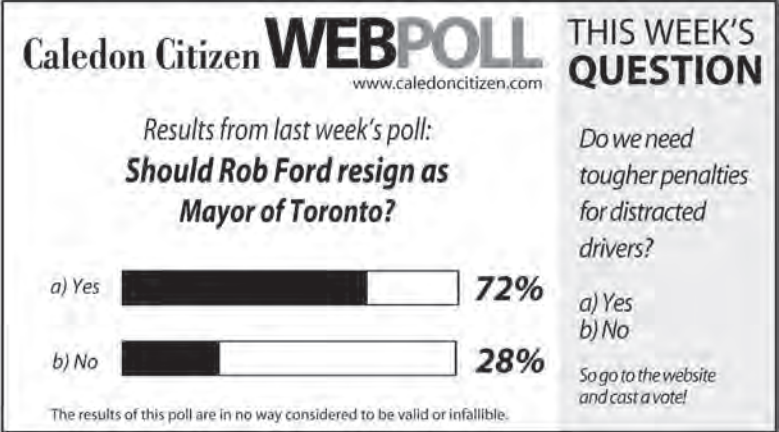 Caledon Citizen WEBPOLL
www.caledoncitizen.com
Results from last week's poll:
Should Rob Ford resign as
Mayor of Toronto?
a) Yes 72%
b) No 28%
The results of this poll are in no way considered to be valid or infallible.
THIS WEEK'S
QUESTION
Do we need
tougher penalties
for distracted
drivers?
a) Yes
b) No
So go to the website
and cast a vote!